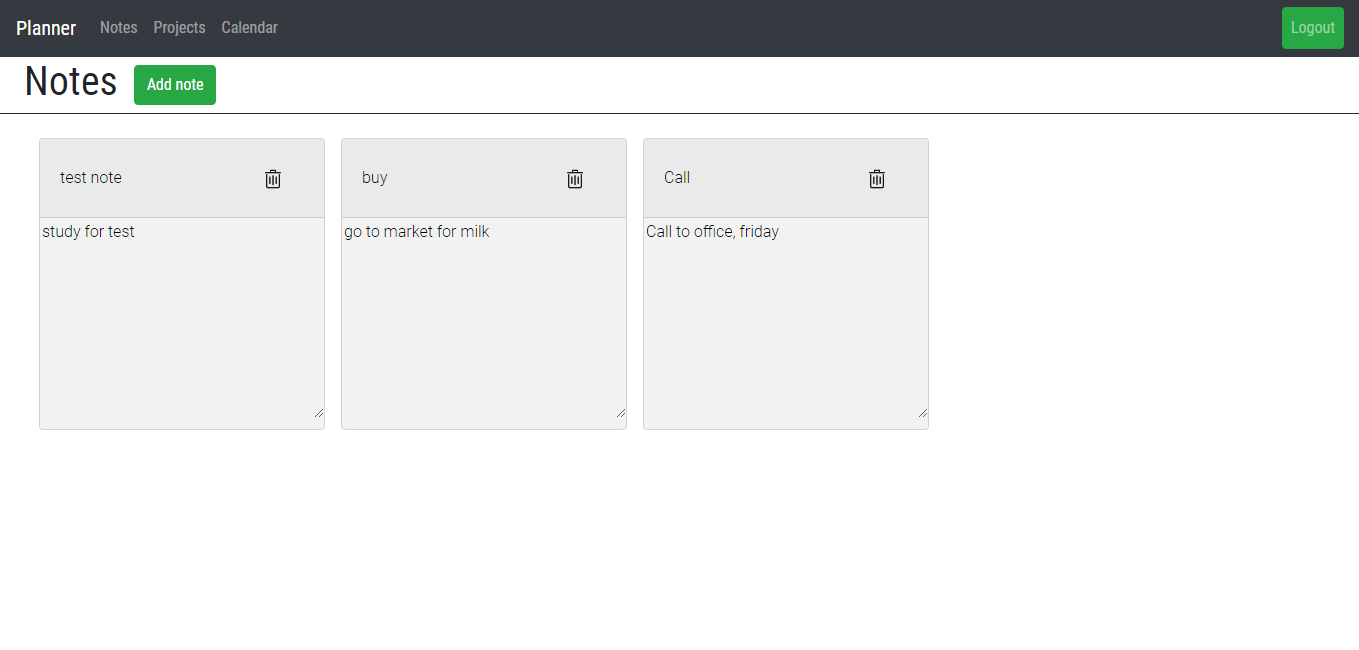 Planner Notes Projects Calendar Logout
Notes Add note
test note buy Call
study for test go to market for milk Call to office, friday